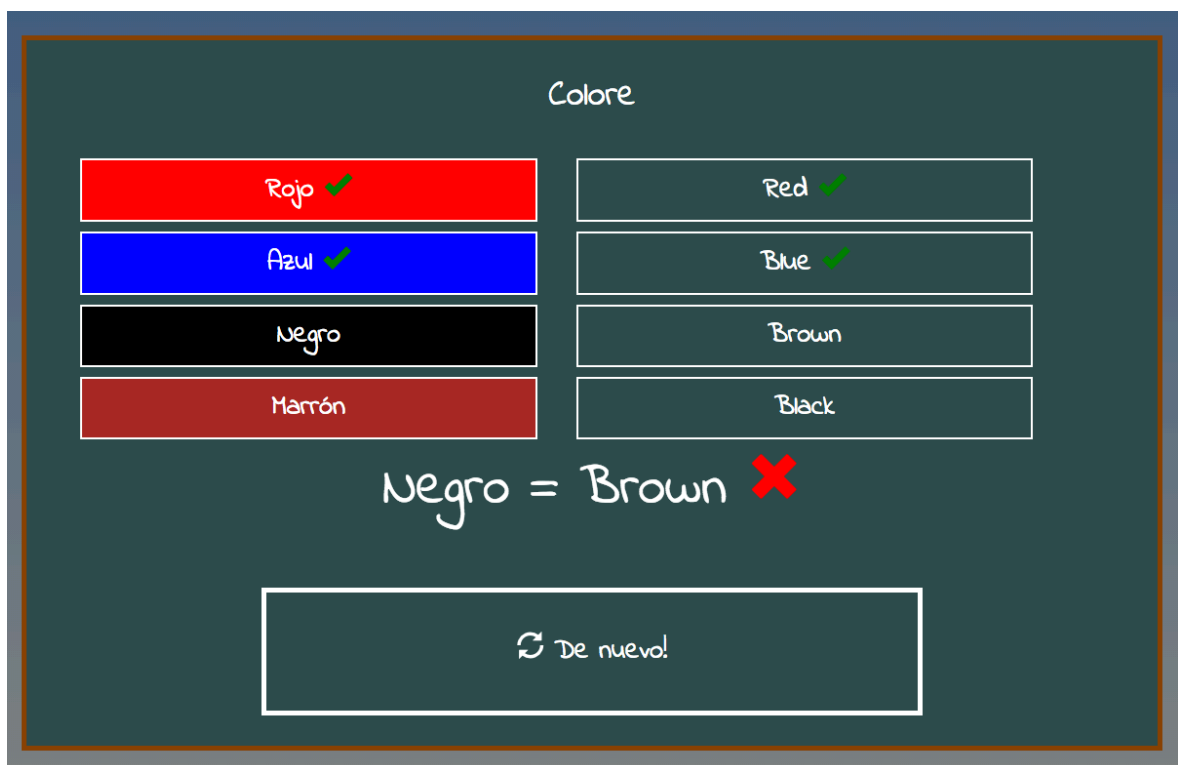 Colore
Rojo Red
Azul Blue
Negro Brown
Marrón Black
Negro = Brown
De nuevo!